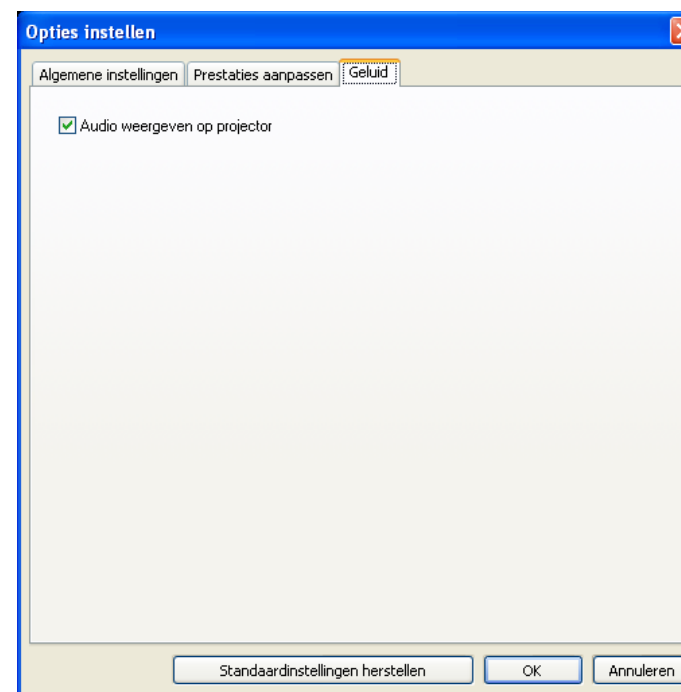 Opties instellen
Algemene instellingen Prestaties aanpassen Geluid
Audio weergeven op projector
Standaardinstellingen herstellen OK Annuleren